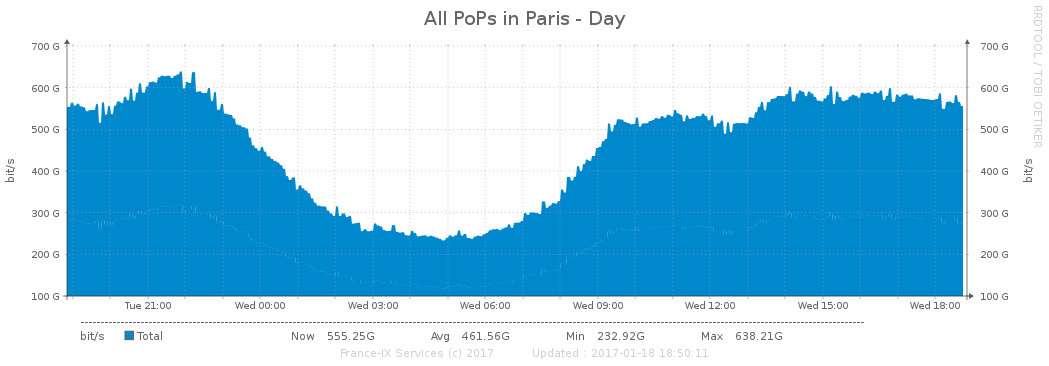 All PoPs in Paris - Day
RRDTOOL / TOBI OETIKER
700 G 700 G
600 G 600 G
500 G 500 G
400 G 400 G
300 G 300 G
200 G 200 G
100 G 100 G
bit/s bit/s
Tue 21:00 Wed 00:00 Wed 03:00 Wed 06:00 Wed 09:00 Wed 12:00 Wed 15:00 Wed 18:00
bit/s Total Now 555.25G Avg 461.56G Min 232.92G Max 638.21G
France-IX Services (c) 2017 Updated : 2017-01-18 18:50:11